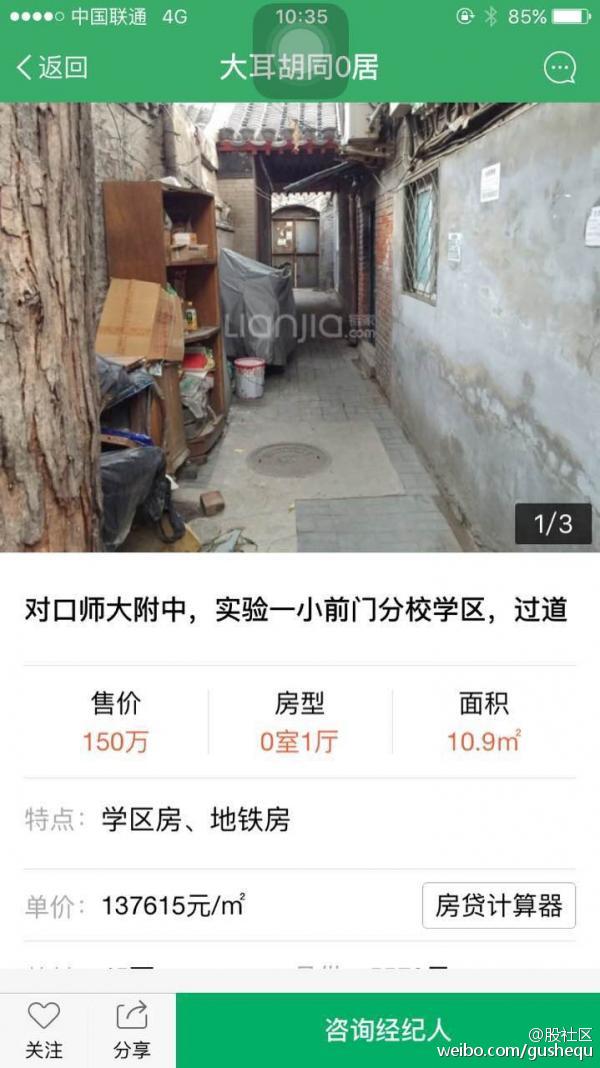 中国联通 4G 10:35 85%
返回 大耳胡同0居
Lianjia.com
1/3
对口师大附中，实验一小前门分校学区，过道
售价 房型 面积
150万 0室1厅 10.9㎡
特点： 学区房、地铁房
单价： 137615元/㎡ 房贷计算器
关注 分享 咨询经纪人
@股社区
weibo.com/gushequ